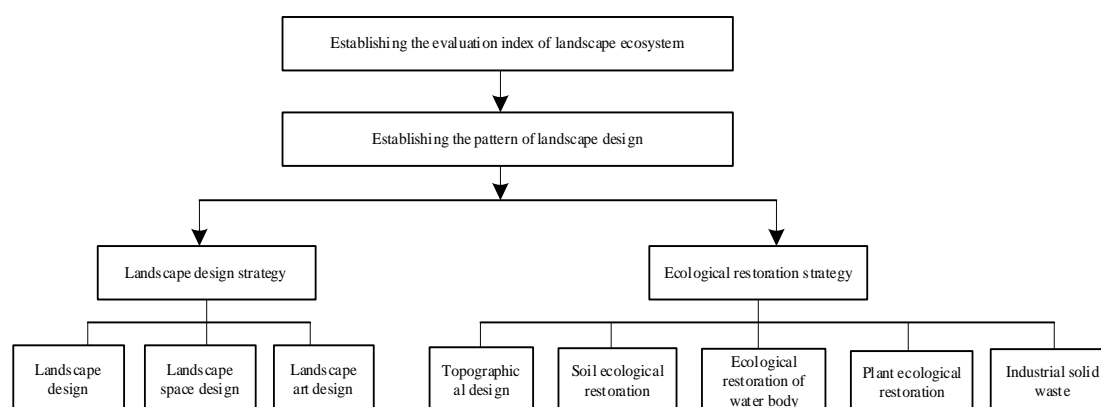 Establishing the evaluation index of landscape ecosystem
Establishing the pattern of landscape design
Landscape design strategy
Ecological restoration strategy
Landscape
design
Landscape
space design
Landscape
art design
Topographic
al design
Soil ecological
restoration
Ecological
restoration of
water body
Plant ecological
restoration
Industrial solid
waste